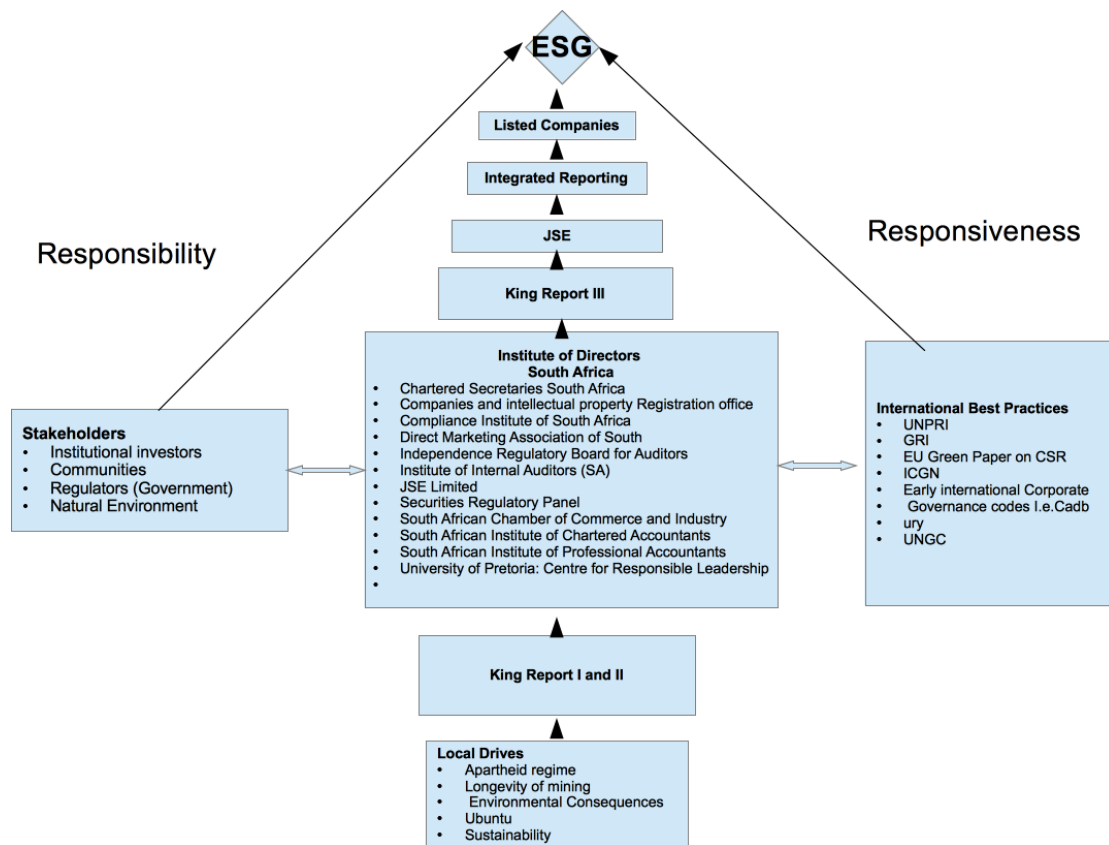 ESG
Listed Companies
Integrated Reporting
JSE
Responsibility
Responsiveness
King Report III
Institute of Directors
South Africa
• Chartered Secretaries South Africa
• Companies and intellectual property Registration office
• Compliance Institute of South Africa
• Direct Marketing Association of South
• Independence Regulatory Board for Auditors
• Institute of Internal Auditors (SA)
• JSE Limited
• Securities Regulatory Panel
• South African Chamber of Commerce and Industry
• South African Institute of Chartered Accountants
• South African Institute of Professional Accountants
• University of Pretoria: Centre for Responsible Leadership
•
Stakeholders
• Institutional investors
• Communities
• Regulators (Government)
• Natural Environment
International Best Practices
• UNPRI
• GRI
• EU Green Paper on CSR
• ICGN
• Early international Corporate
• Governance codes I.e.Cadb
• ury
• UNGC
King Report I and II
Local Drives
• Apartheid regime
• Longevity of mining
• Environmental Consequences
• Ubuntu
• Sustainability